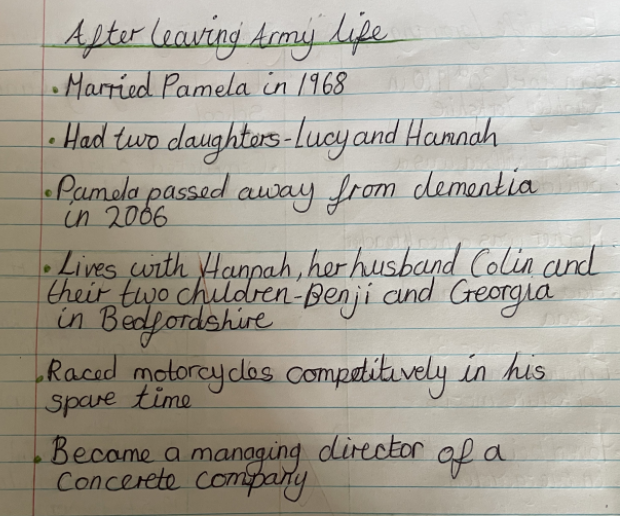 After leaving Army life
• Married Pamela in 1968
• Had two daughters-Lucy and Hannah
• Pamela passed away from dementia
in 2006
• Lives with Hannah, her husband Colin and
their two children-Benji and Georgia
in Bedfordshire
• Raced motorcycles competitively in his
spare time
• Became a managing director of a
concerete company